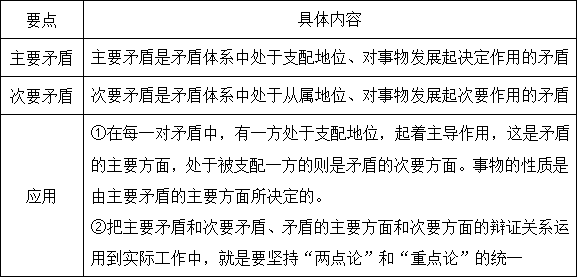 要点 具体内容
主要矛盾 主要矛盾是矛盾体系中处于支配地位、对事物发展起决定作用的矛盾
次要矛盾 次要矛盾是矛盾体系中处于从属地位、对事物发展起次要作用的矛盾
①在每一对矛盾中，有一方处于支配地位，起着主导作用，这是矛盾
的主要方面，处于被支配一方的则是矛盾的次要方面。事物的性质是
由主要矛盾的主要方面所决定的。
应用
②把主要矛盾和次要矛盾、矛盾的主要方面和次要方面的辩证关系运
用到实际工作中，就是要坚持“两点论”和“重点论”的统一